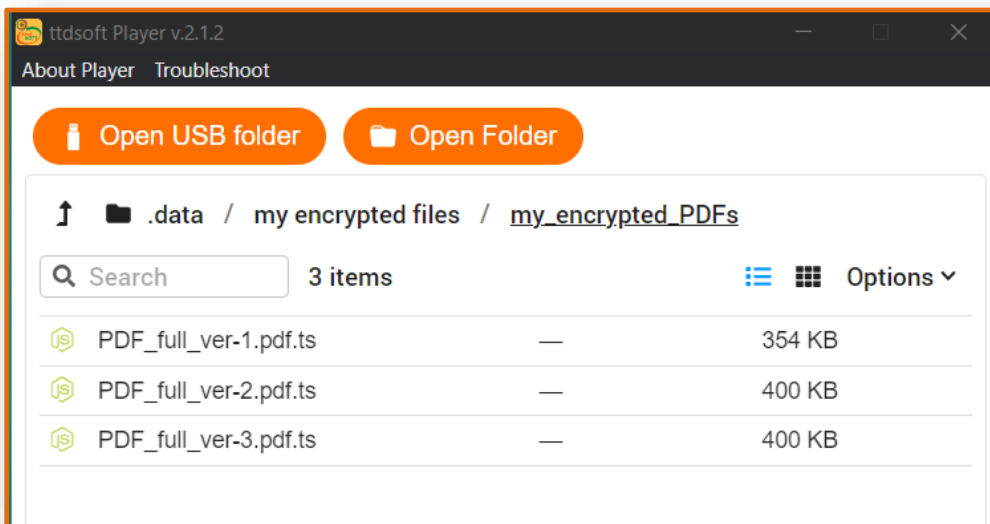 ttdsoft Player v.2.1.2
About Player Troubleshoot
Open USB folder Open Folder
.data / my encrypted files / my_encrypted_PDFs
Search 3 items Options
PDF_full_ver-1.pdf.ts — 354 KB
PDF_full_ver-2.pdf.ts — 400 KB
PDF_full_ver-3.pdf.ts — 400 KB